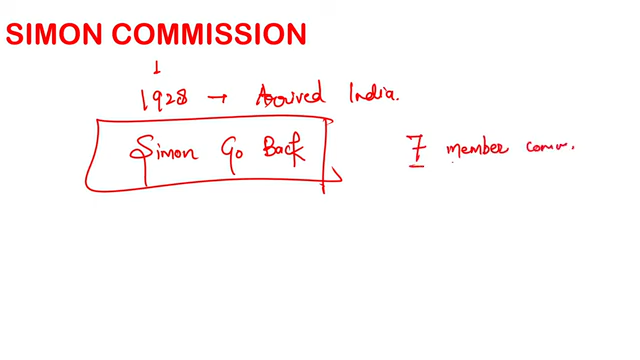 SIMON COMMISSION
↓
1928 → Arrived India.
Simon Go Back
7 member comm.